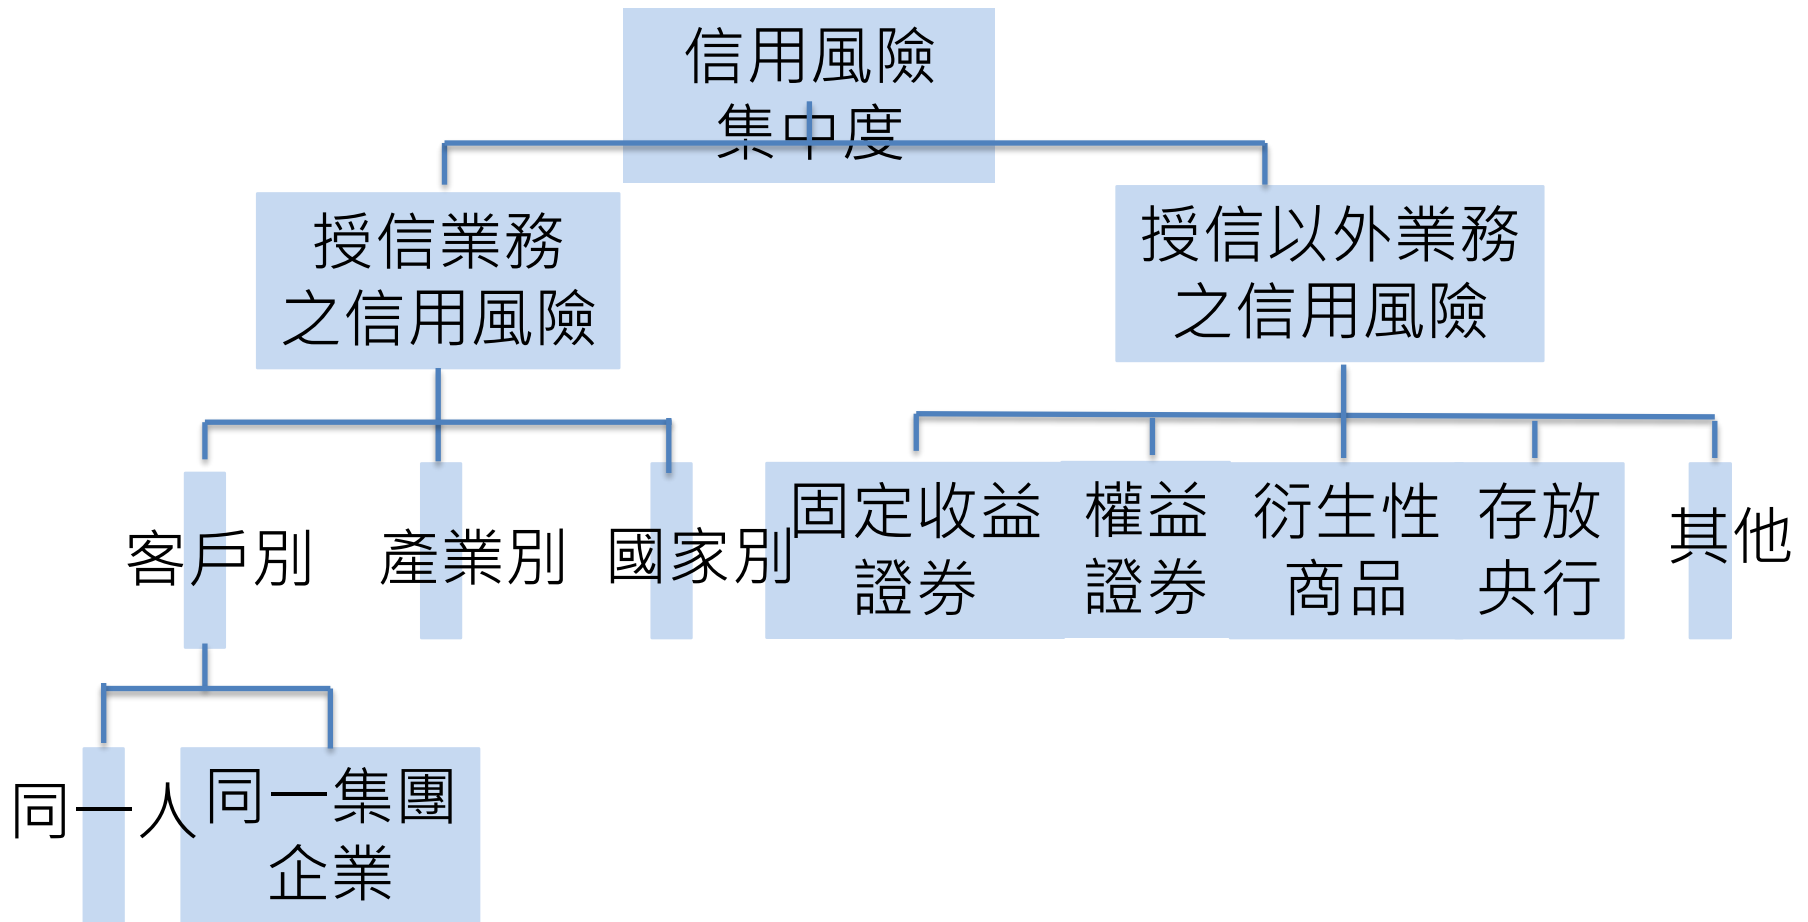 信用風險
集中度
授信業務
之信用風險
授信以外業務
之信用風險
客戶別
產業別
國家別
固定收益
證券
權益
證券
衍生性
商品
存放
央行
其他
同一人
同一集團
企業